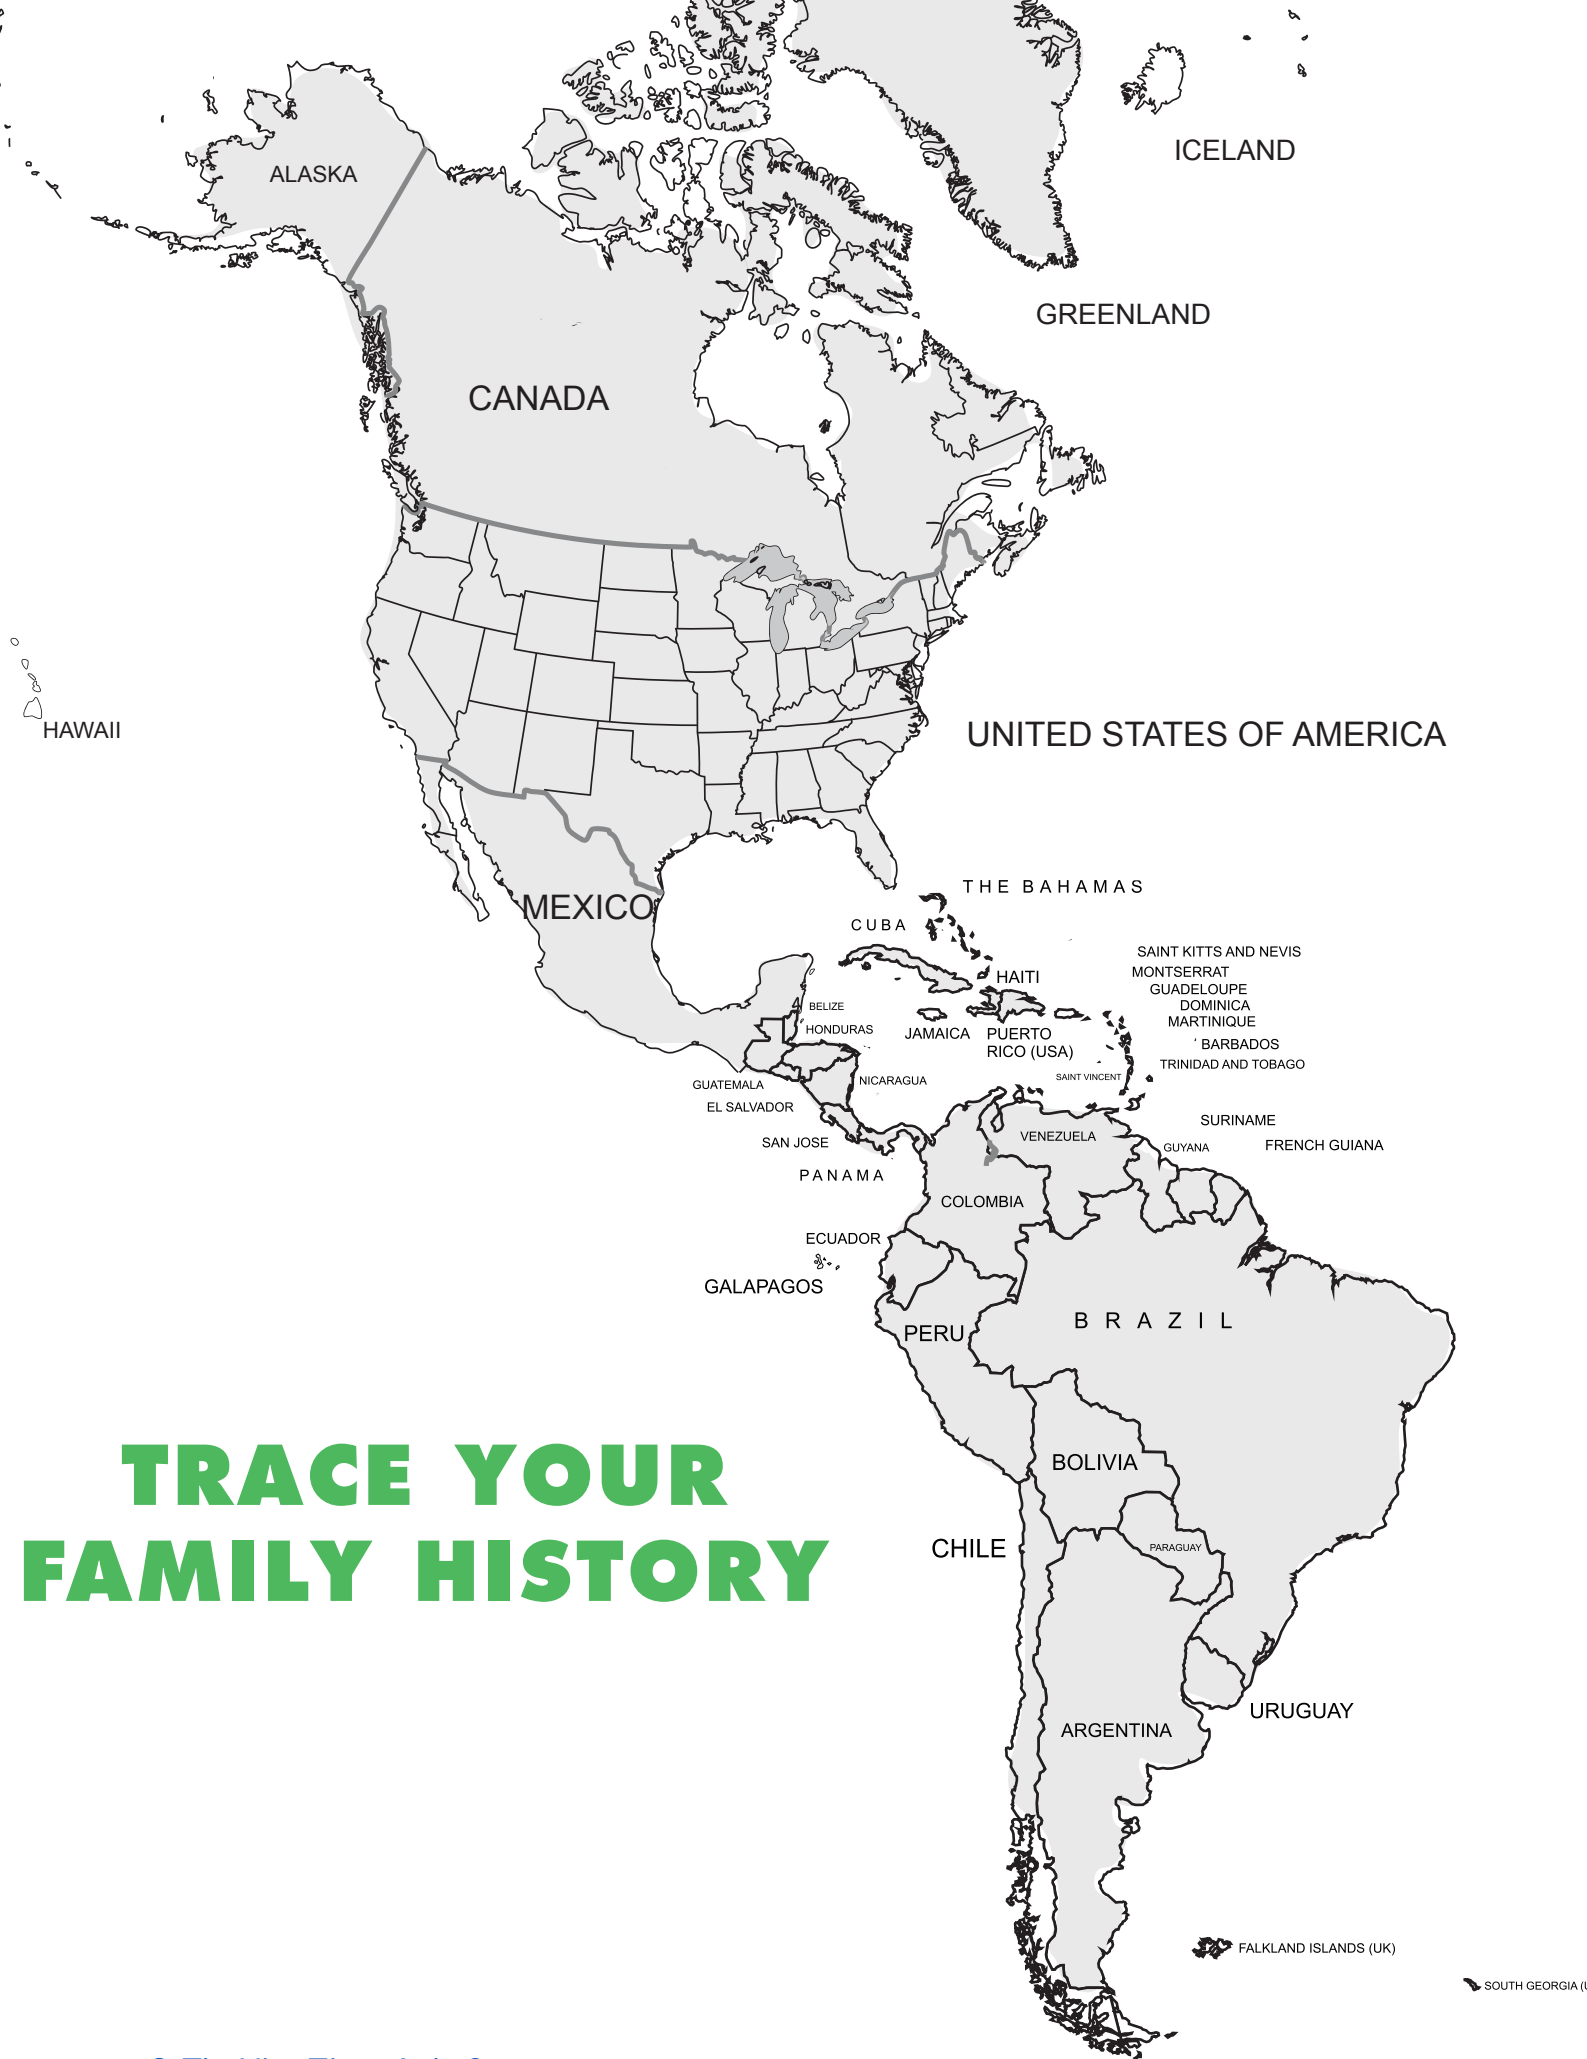 ICELAND
ALASKA
GREENLAND
CANADA
HAWAII
UNITED STATES OF AMERICA
THE BAHAMAS
MEXICO
CUBA
SAINT KITTS AND NEVIS
MONTSERRAT
HAITI
GUADELOUPE
DOMINICA
BELIZE
MARTINIQUE
HONDURAS
JAMAICA
PUERTO
RICO (USA)
BARBADOS
TRINIDAD AND TOBAGO
SAINT VINCENT
GUATEMALA
NICARAGUA
EL SALVADOR
SURINAME
SAN JOSE
VENEZUELA
GUYANA
FRENCH GUIANA
PANAMA
COLOMBIA
ECUADOR
GALAPAGOS
BRAZIL
PERU
TRACE YOUR
FAMILY HISTORY
BOLIVIA
CHILE
PARAGUAY
URUGUAY
ARGENTINA
FALKLAND ISLANDS (UK)
SOUTH GEORGIA (